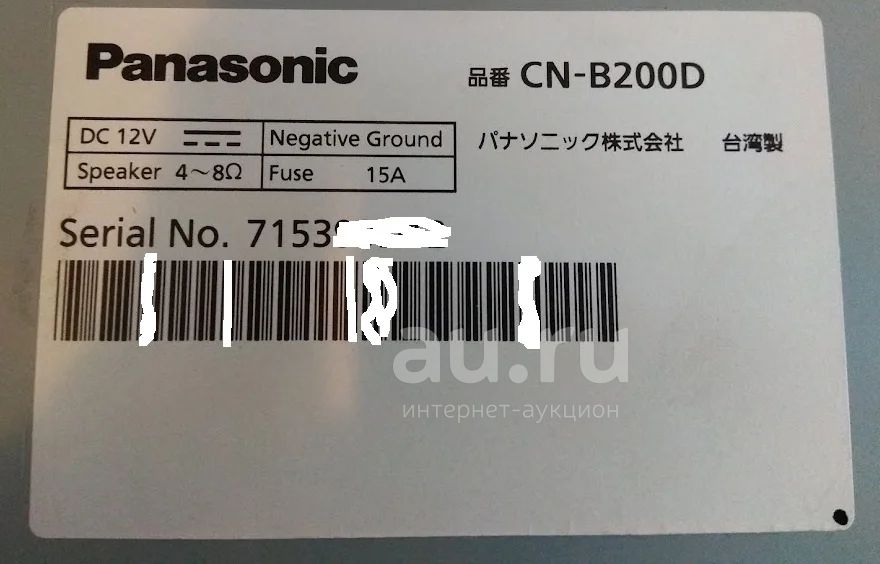 Panasonic
品番 CN-B200D
DC 12V ⎓ Negative Ground
Speaker 4~8Ω Fuse 15A
パナソニック株式会社 台湾製
Serial No. 7153
au.ru
интернет-аукцион